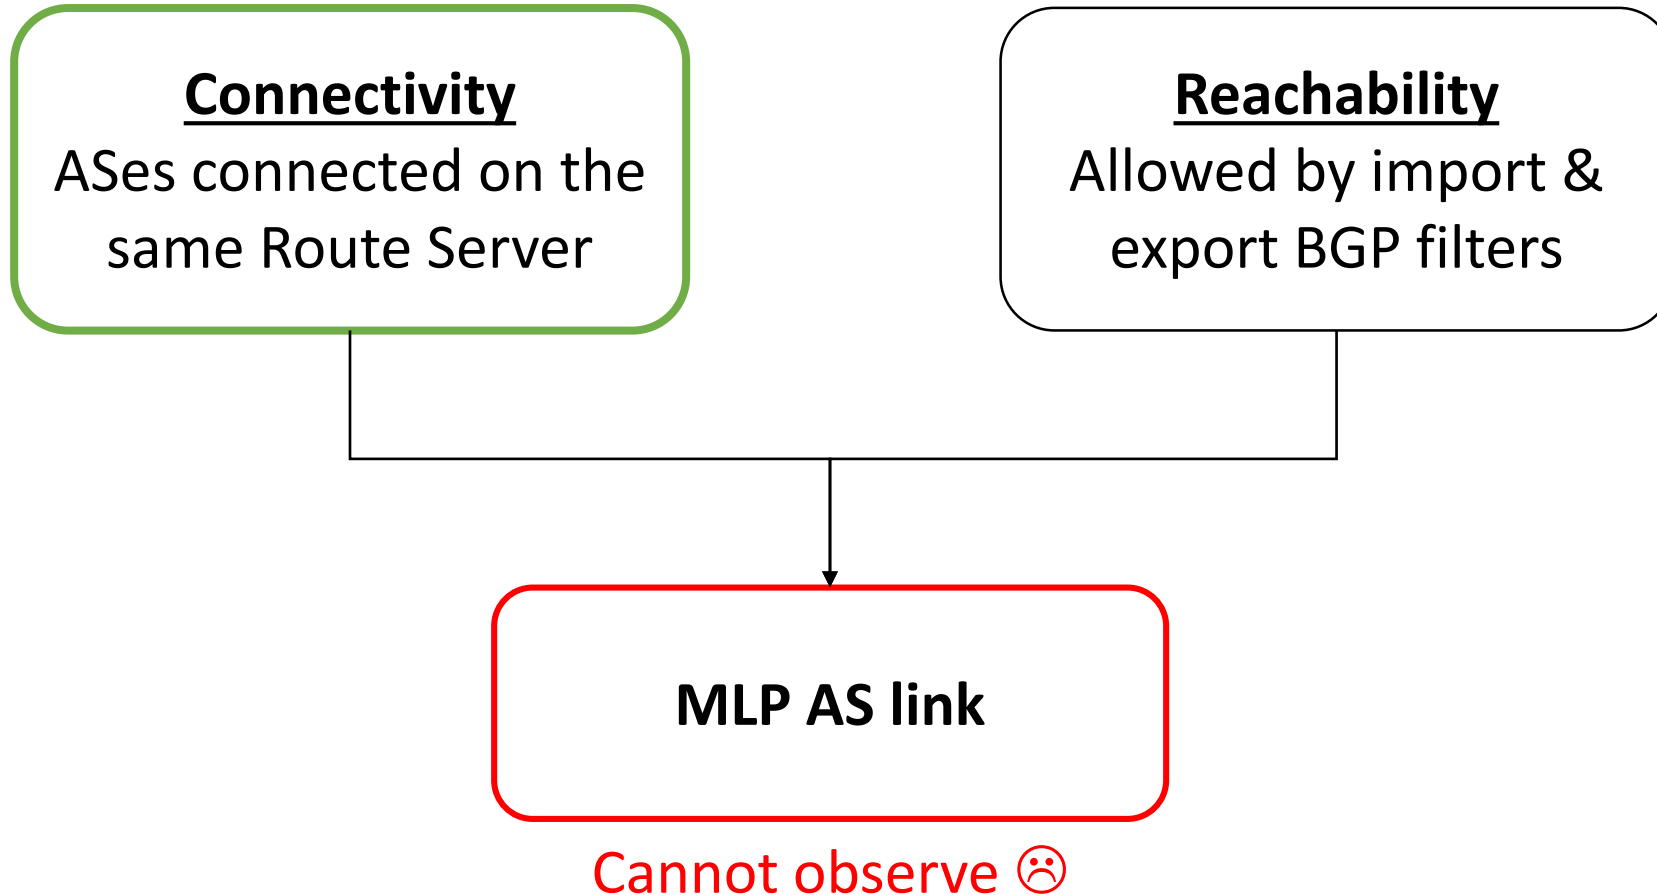 Connectivity
ASes connected on the
same Route Server
Reachability
Allowed by import &
export BGP filters
MLP AS link
Cannot observe ☹